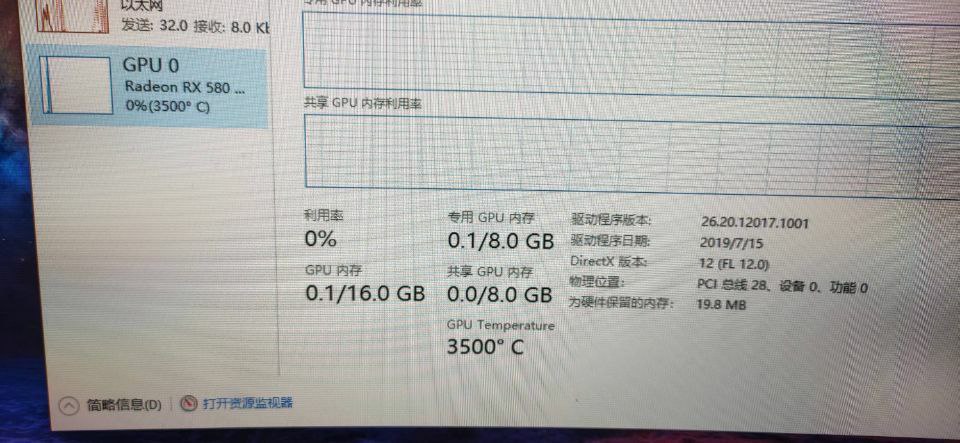 以太网
发送: 32.0 接收: 8.0 Kb
GPU 0
Radeon RX 580 ...
0%(3500° C)
专用 GPU 内存利用率
共享 GPU 内存利用率
利用率
0%
专用 GPU 内存
0.1/8.0 GB
GPU 内存
0.1/16.0 GB
共享 GPU 内存
0.0/8.0 GB
GPU Temperature
3500° C
驱动程序版本: 26.20.12017.1001
驱动程序日期: 2019/7/15
DirectX 版本: 12 (FL 12.0)
物理位置: PCI 总线 28、设备 0、功能 0
为硬件保留的内存: 19.8 MB
简略信息(D)
打开资源监视器